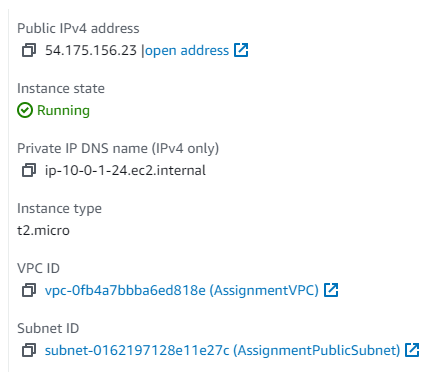 Public IPv4 address
54.175.156.23 |open address
Instance state
Running
Private IP DNS name (IPv4 only)
ip-10-0-1-24.ec2.internal
Instance type
t2.micro
VPC ID
vpc-0fb4a7bbba6ed818e (AssignmentVPC)
Subnet ID
subnet-0162197128e11e27c (AssignmentPublicSubnet)